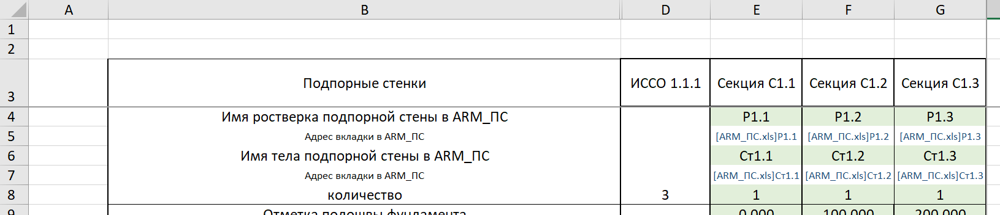 A B D E F G
1
2
3 Подпорные стенки ИССО 1.1.1 Секция С1.1 Секция С1.2 Секция С1.3
4 Имя ростверка подпорной стены в ARM_ПС Р1.1 Р1.2 Р1.3
5 Адрес вкладки в ARM_ПС [ARM_ПС.xls]Р1.1 [ARM_ПС.xls]Р1.2 [ARM_ПС.xls]Р1.3
6 Имя тела подпорной стены в ARM_ПС Ст1.1 Ст1.2 Ст1.3
7 Адрес вкладки в ARM_ПС [ARM_ПС.xls]Ст1.1 [ARM_ПС.xls]Ст1.2 [ARM_ПС.xls]Ст1.3
8 количество 3 1 1 1
9 Отметка подошвы фундамента 0.000 100.000 200.000